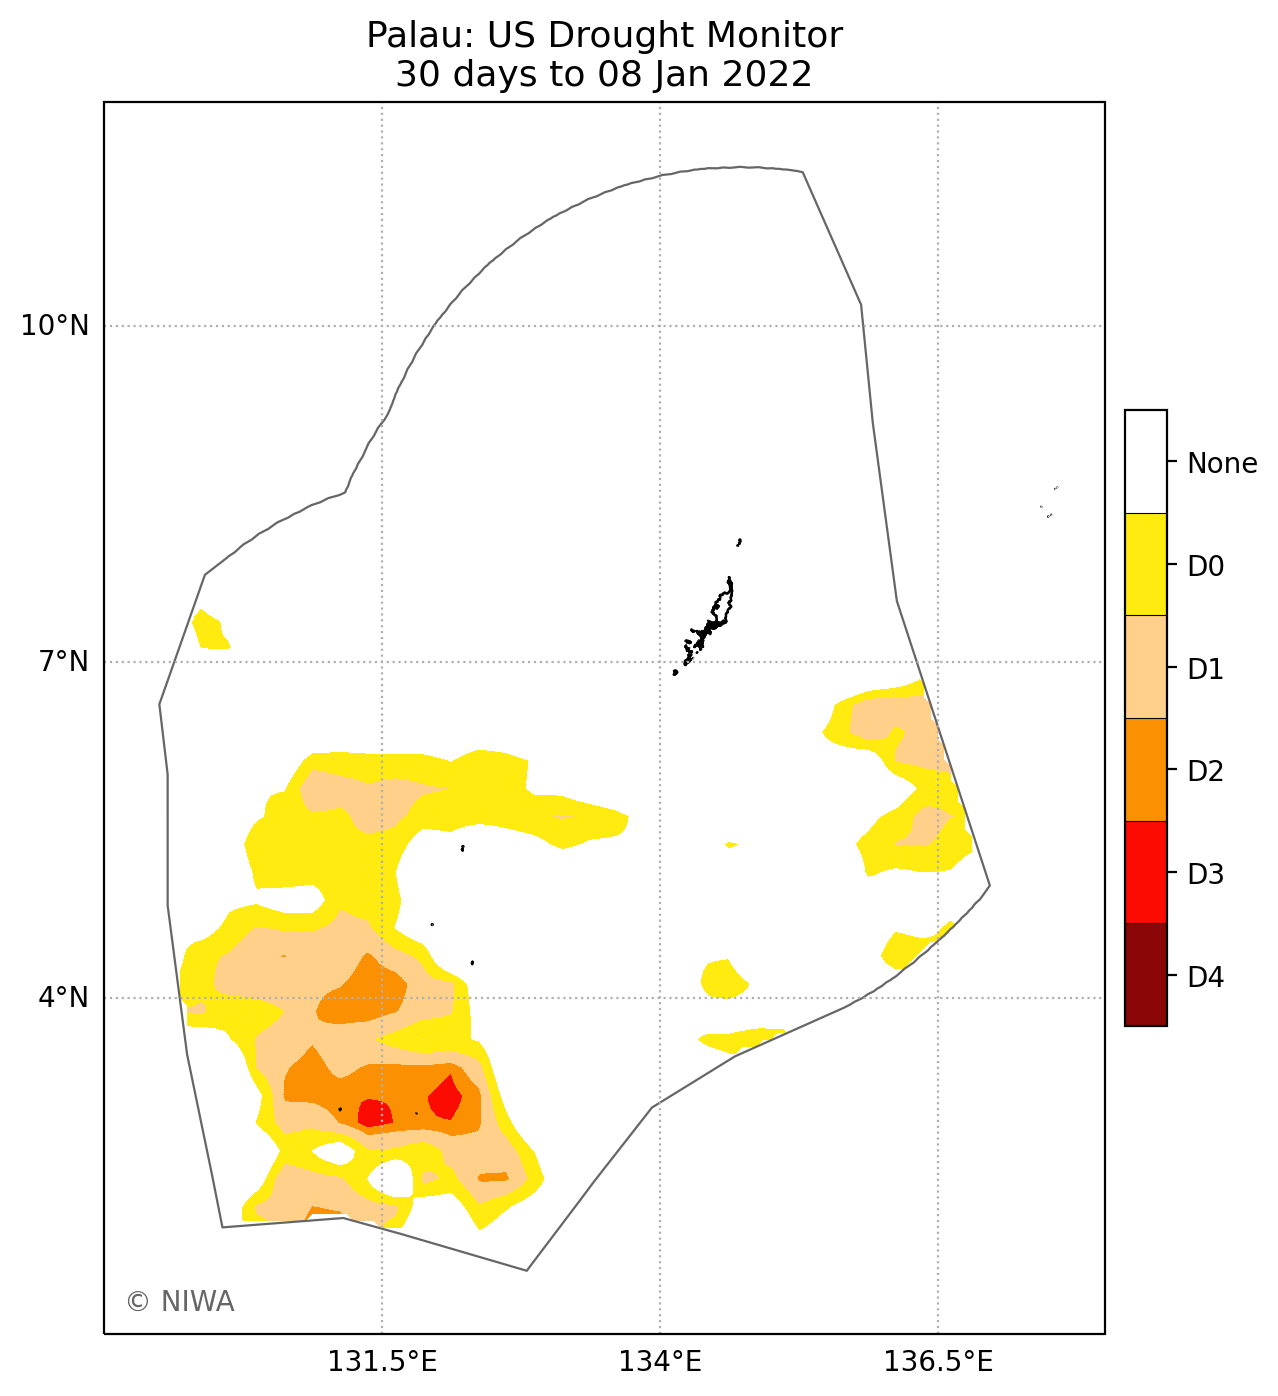 Palau: US Drought Monitor
30 days to 08 Jan 2022
10°N
7°N
4°N
131.5°E
134°E
136.5°E
None
D0
D1
D2
D3
D4
© NIWA